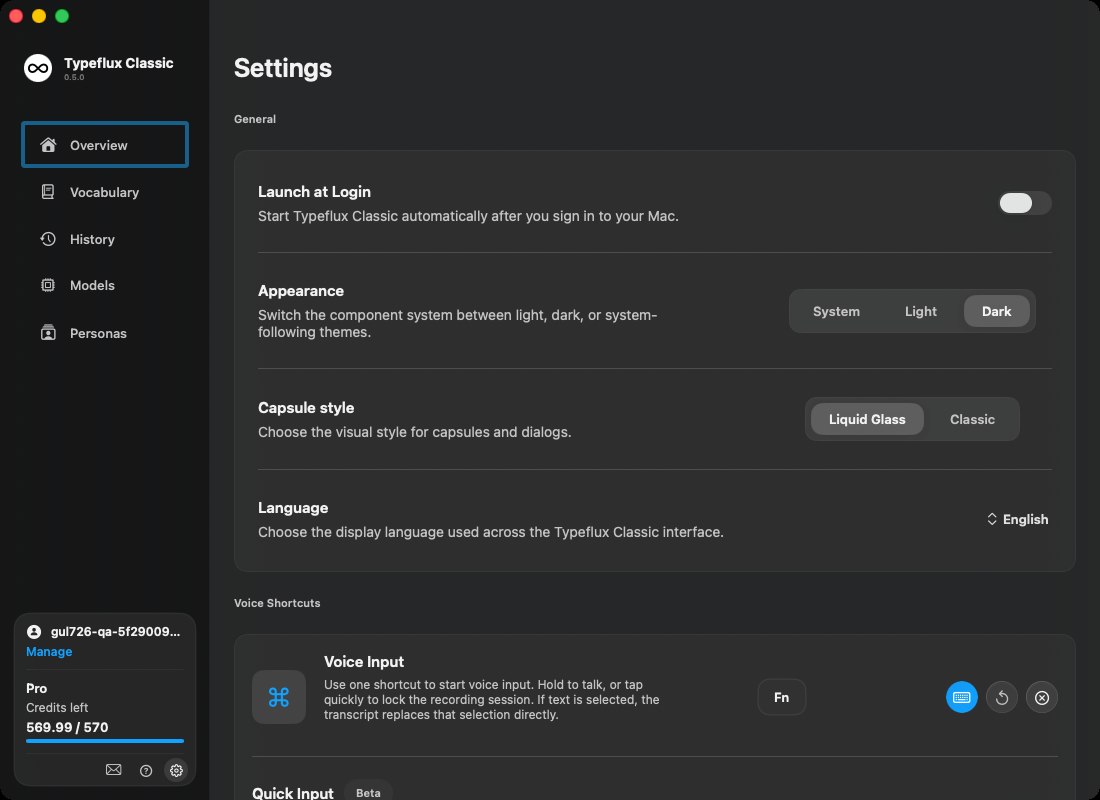 Typeflux Classic
0.5.0
Overview
Vocabulary
History
Models
Personas
gul726-qa-5f29009...
Manage
Pro
Credits left
569.99 / 570
Settings
General
Launch at Login
Start Typeflux Classic automatically after you sign in to your Mac.
Appearance
Switch the component system between light, dark, or system-
following themes.
System
Light
Dark
Capsule style
Choose the visual style for capsules and dialogs.
Liquid Glass
Classic
Language
Choose the display language used across the Typeflux Classic interface.
English
Voice Shortcuts
Voice Input
Use one shortcut to start voice input. Hold to talk, or tap
quickly to lock the recording session. If text is selected, the
transcript replaces that selection directly.
Fn
Quick Input
Beta